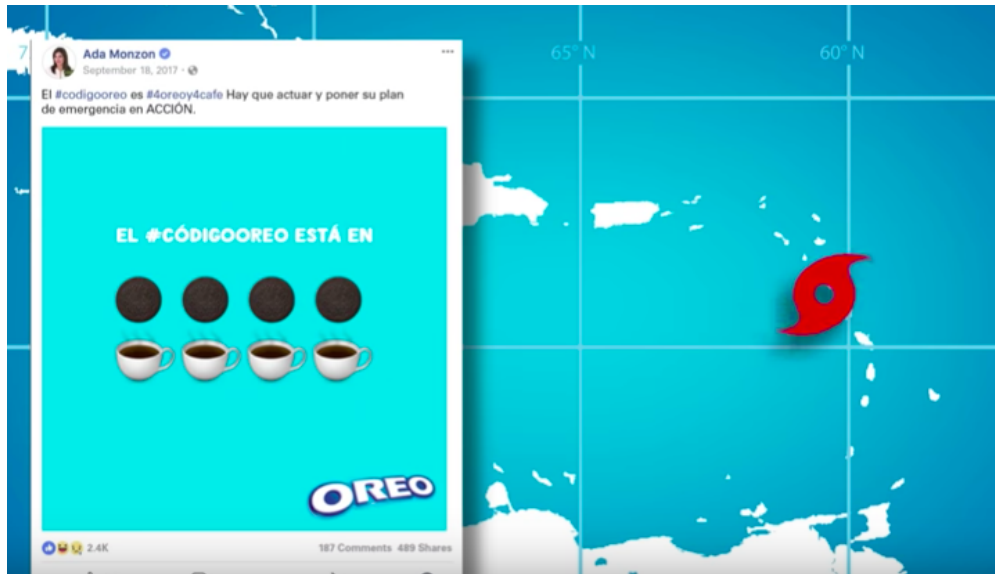 7
65° N
60° N
Ada Monzon
September 18, 2017
El #codigooreo es #4oreoy4cafe Hay que actuar y poner su plan
de emergencia en ACCIÓN.
EL #CÓDIGOOREO ESTÁ EN
OREO
2.4K
187 Comments 489 Shares